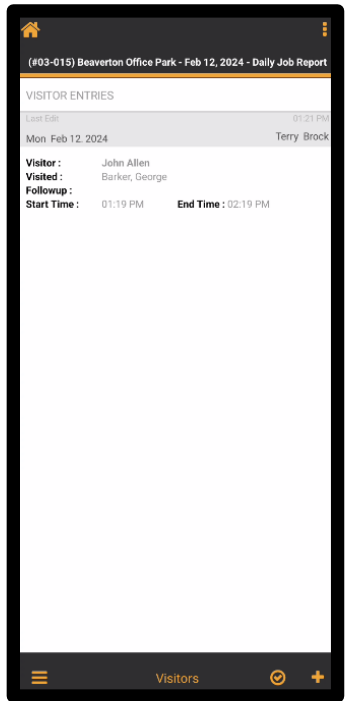 (#03-015) Beaverton Office Park - Feb 12, 2024 - Daily Job Report
VISITOR ENTRIES
Last Edit 01:21 PM
Mon Feb 12. 2024 Terry Brock
Visitor : John Allen
Visited : Barker, George
Followup :
Start Time : 01:19 PM End Time : 02:19 PM
Visitors